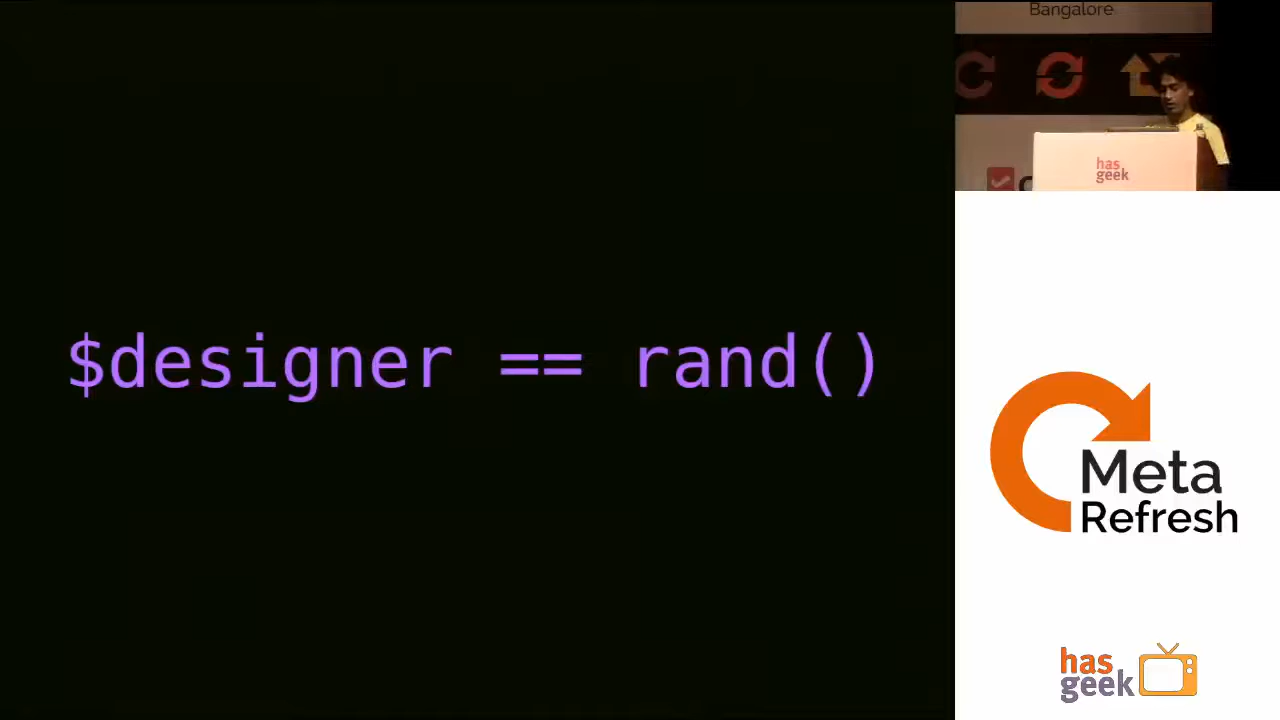 $designer == rand()
Bangalore
has
geek
Meta
Refresh
has
geek